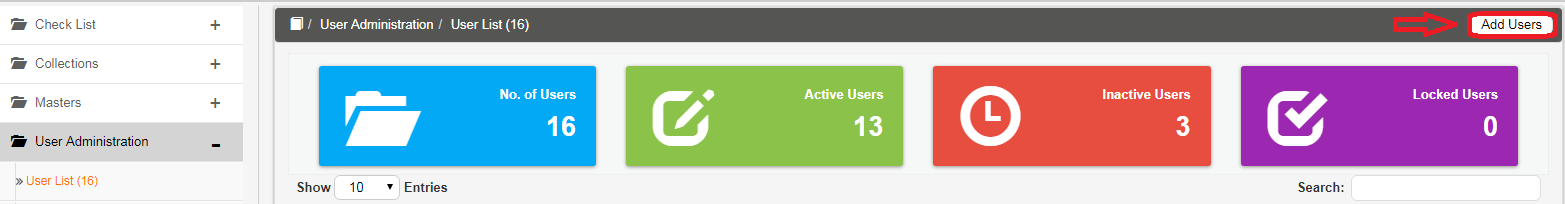 Check List +
Collections +
Masters +
User Administration -
» User List (16)
/ User Administration / User List (16)
Add Users
No. of Users
16
Active Users
13
Inactive Users
3
Locked Users
0
Show 10 Entries
Search: